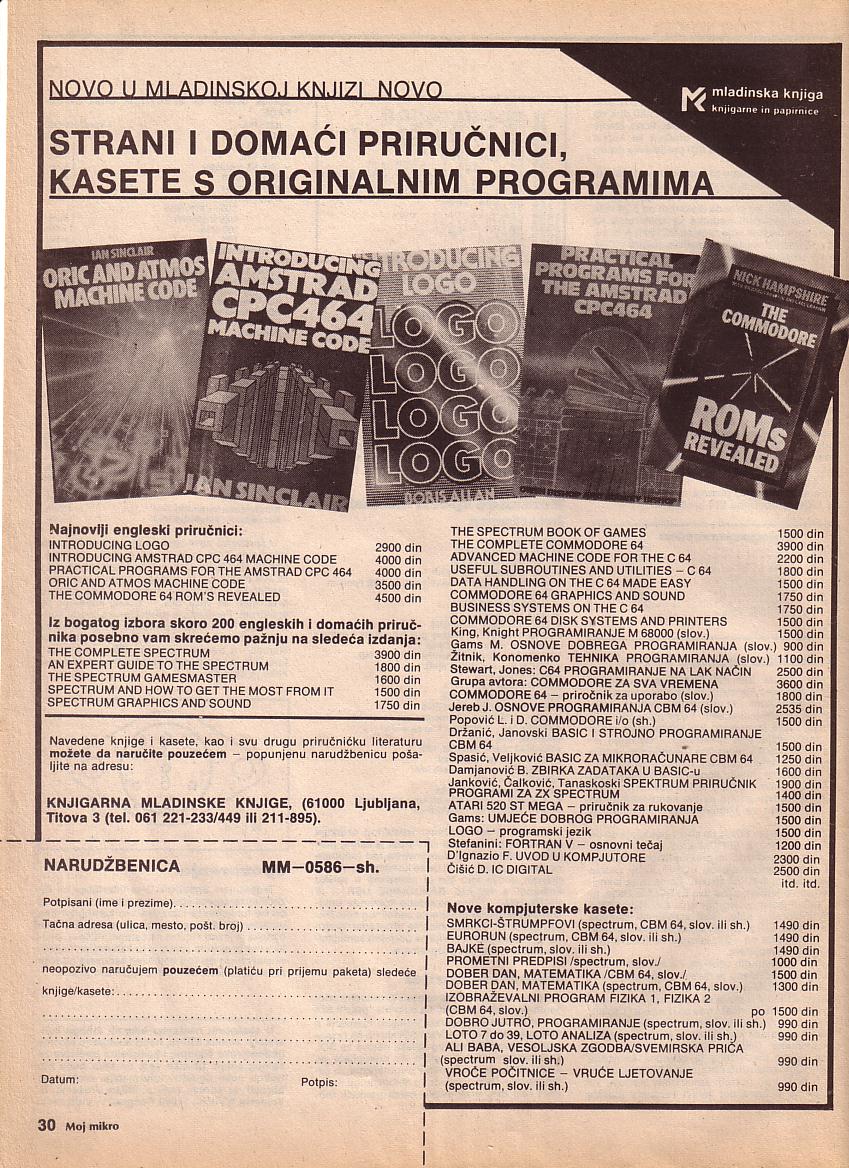 NOVO U MLADINSKOJ KNJIZI NOVO
mladinska knjiga
knjigarne in papirnice
STRANI I DOMAĆI PRIRUČNICI,
KASETE S ORIGINALNIM PROGRAMIMA
IAN SINCLAIR
ORIC AND ATMOS
MACHINE CODE
INTRODUCING
AMSTRAD
CPC464
MACHINE CODE
IAN SINCLAIR
TRODUCING
LOGO
LOGO
LOGO
LOGO
LOGO
BORIS ALLAN
PRACTICAL
PROGRAMS FOR
THE AMSTRAD
CPC464
NICK HAMPSHIRE
THE
COMMODORE
ROMs
REVEALED
Najnoviji engleski priručnici:
INTRODUCING LOGO 2900 din
INTRODUCING AMSTRAD CPC 464 MACHINE CODE 4000 din
PRACTICAL PROGRAMS FOR THE AMSTRAD CPC 464 4000 din
ORIC AND ATMOS MACHINE CODE 3500 din
THE COMMODORE 64 ROM'S REVEALED 4500 din
Iz bogatog izbora skoro 200 engleskih i domaćih priruč-
nika posebno vam skrećemo pažnju na sledeća izdanja:
THE COMPLETE SPECTRUM 3900 din
AN EXPERT GUIDE TO THE SPECTRUM 1800 din
THE SPECTRUM GAMESMASTER 1600 din
SPECTRUM AND HOW TO GET THE MOST FROM IT 1500 din
SPECTRUM GRAPHICS AND SOUND 1750 din
Navedene knjige i kasete, kao i svu drugu priručničku literaturu
možete da naručite pouzećem – popunjenu narudžbenicu poša-
ljite na adresu:
KNJIGARNA MLADINSKE KNJIGE, (61000 Ljubljana,
Titova 3 (tel. 061 221-233/449 ili 211-895).
NARUDŽBENICA MM–0586–sh.
Potpisani (ime i prezime)
Tačna adresa (ulica, mesto, pošt. broj)
neopozivo naručujem pouzećem (platiću pri prijemu paketa) sledeće
knjige/kasete:
Datum: Potpis:
THE SPECTRUM BOOK OF GAMES 1500 din
THE COMPLETE COMMODORE 64 3900 din
ADVANCED MACHINE CODE FOR THE C 64 2200 din
USEFUL SUBROUTINES AND UTILITIES – C 64 1800 din
DATA HANDLING ON THE C 64 MADE EASY 1500 din
COMMODORE 64 GRAPHICS AND SOUND 1750 din
BUSINESS SYSTEMS ON THE C 64 1750 din
COMMODORE 64 DISK SYSTEMS AND PRINTERS 1500 din
King, Knight PROGRAMIRANJE M 68000 (slov.) 1500 din
Gams M. OSNOVE DOBREGA PROGRAMIRANJA (slov.) 900 din
Žitnik, Konomenko TEHNIKA PROGRAMIRANJA (slov.) 1100 din
Stewart, Jones: C64 PROGRAMIRANJE NA LAK NAČIN 2500 din
Grupa avtora: COMMODORE ZA SVA VREMENA 3600 din
COMMODORE 64 – priročnik za uporabo (slov.) 1800 din
Jereb J. OSNOVE PROGRAMIRANJA CBM 64 (slov.) 2535 din
Popović L. i D. COMMODORE i/o (sh.) 1500 din
Držanić, Janovski BASIC I STROJNO PROGRAMIRANJE
CBM 64 1500 din
Spasić, Veljković BASIC ZA MIKRORAČUNARE CBM 64 1250 din
Damjanović B. ZBIRKA ZADATAKA U BASIC-u 1600 din
Janković, Čalković, Tanaskoski SPEKTRUM PRIRUČNIK 1900 din
PROGRAMI ZA ZX SPECTRUM 1400 din
ATARI 520 ST MEGA – priručnik za rukovanje 1500 din
Gams: UMJEĆE DOBROG PROGRAMIRANJA 1500 din
LOGO – programski jezik 1500 din
Stefanini: FORTRAN V – osnovni tečaj 1200 din
D'Ignazio F. UVOD U KOMPJUTORE 2300 din
Čišić D. IC DIGITAL 2500 din
itd. itd.
Nove kompjuterske kasete:
SMRKCI-ŠTRUMPFOVI (spectrum, CBM 64, slov. ili sh.) 1490 din
EURORUN (spectrum, CBM 64, slov. ili sh.) 1490 din
BAJKE (spectrum, slov. ili sh.) 1490 din
PROMETNI PREDPISI /spectrum, slov./ 1000 din
DOBER DAN, MATEMATIKA /CBM 64, slov./ 1500 din
DOBER DAN, MATEMATIKA (spectrum, CBM 64, slov.) 1300 din
IZOBRAŽEVALNI PROGRAM FIZIKA 1, FIZIKA 2
(CBM 64, slov.) po 1500 din
DOBRO JUTRO, PROGRAMIRANJE (spectrum, slov. ili sh.) 990 din
LOTO 7 do 39, LOTO ANALIZA (spectrum, slov. ili sh.) 990 din
ALI BABA, VESOLJSKA ZGODBA/SVEMIRSKA PRIČA
(spectrum slov. ili sh.) 990 din
VROČE POČITNICE – VRUĆE LJETOVANJE
(spectrum, slov. ili sh.) 990 din
30 Moj mikro